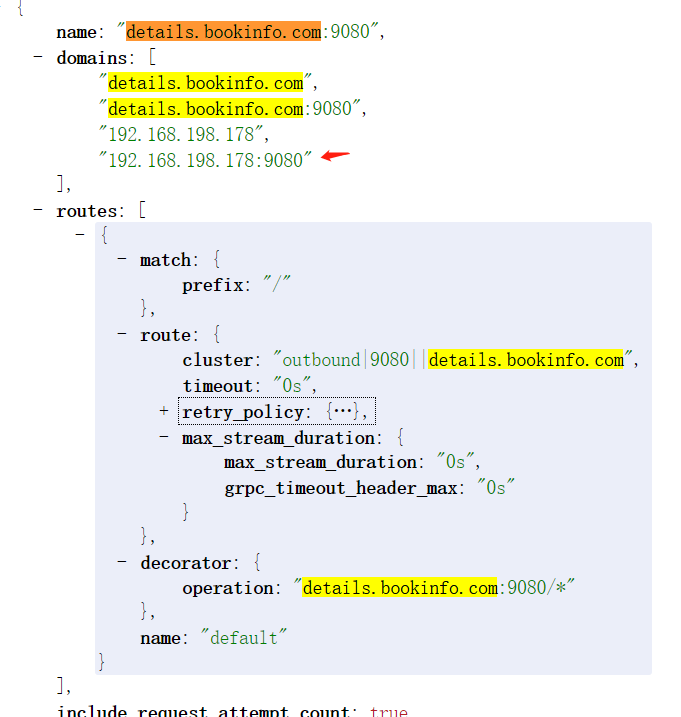 {
name: "details.bookinfo.com:9080",
- domains: [
"details.bookinfo.com",
"details.bookinfo.com:9080",
"192.168.198.178",
"192.168.198.178:9080"
],
- routes: [
- {
- match: {
prefix: "/"
},
- route: {
cluster: "outbound|9080||details.bookinfo.com",
timeout: "0s",
+ retry_policy: {…},
- max_stream_duration: {
max_stream_duration: "0s",
grpc_timeout_header_max: "0s"
}
},
- decorator: {
operation: "details.bookinfo.com:9080/*"
},
name: "default"
}
],
include_request_attempt_count: true